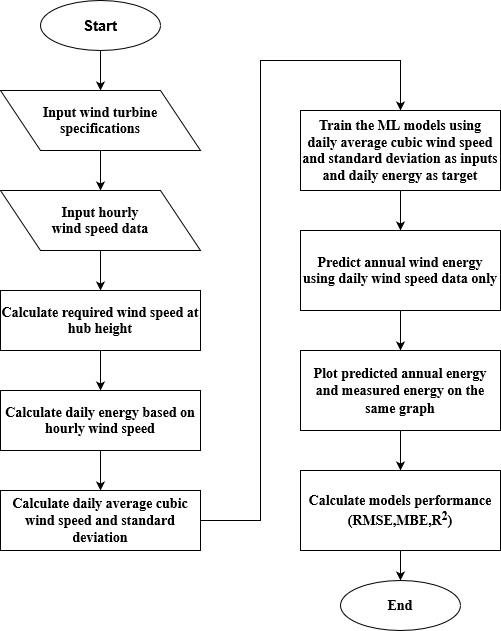 Start
Input wind turbine
specifications
Input hourly
wind speed data
Calculate required wind speed at
hub height
Calculate daily energy based on
hourly wind speed
Calculate daily average cubic
wind speed and standard
deviation
Train the ML models using
daily average cubic wind speed
and standard deviation as inputs
and daily energy as target
Predict annual wind energy
using daily wind speed data only
Plot predicted annual energy
and measured energy on the
same graph
Calculate models performance
(RMSE,MBE,R²)
End